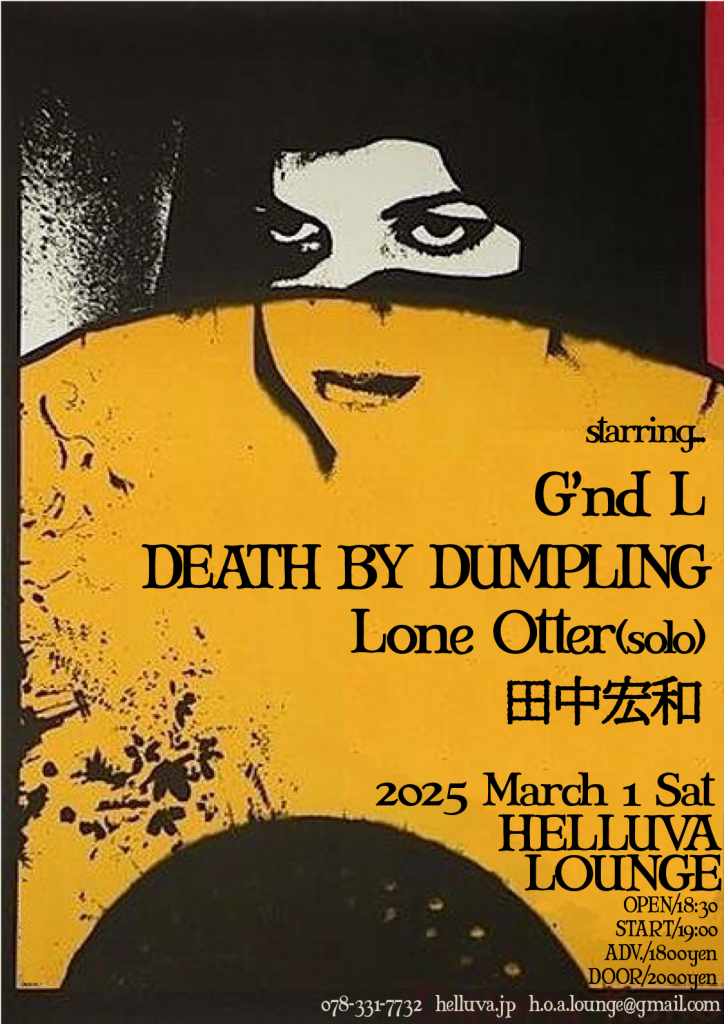 starring...
G'nd L
DEATH BY DUMPLING
Lone Otter(solo)
田中宏和
2025 March 1 Sat
HELLUVA
LOUNGE
OPEN/18:30
START/19:00
ADV./1800yen
DOOR/2000yen
078-331-7732 helluva.jp h.o.a.lounge@gmail.com